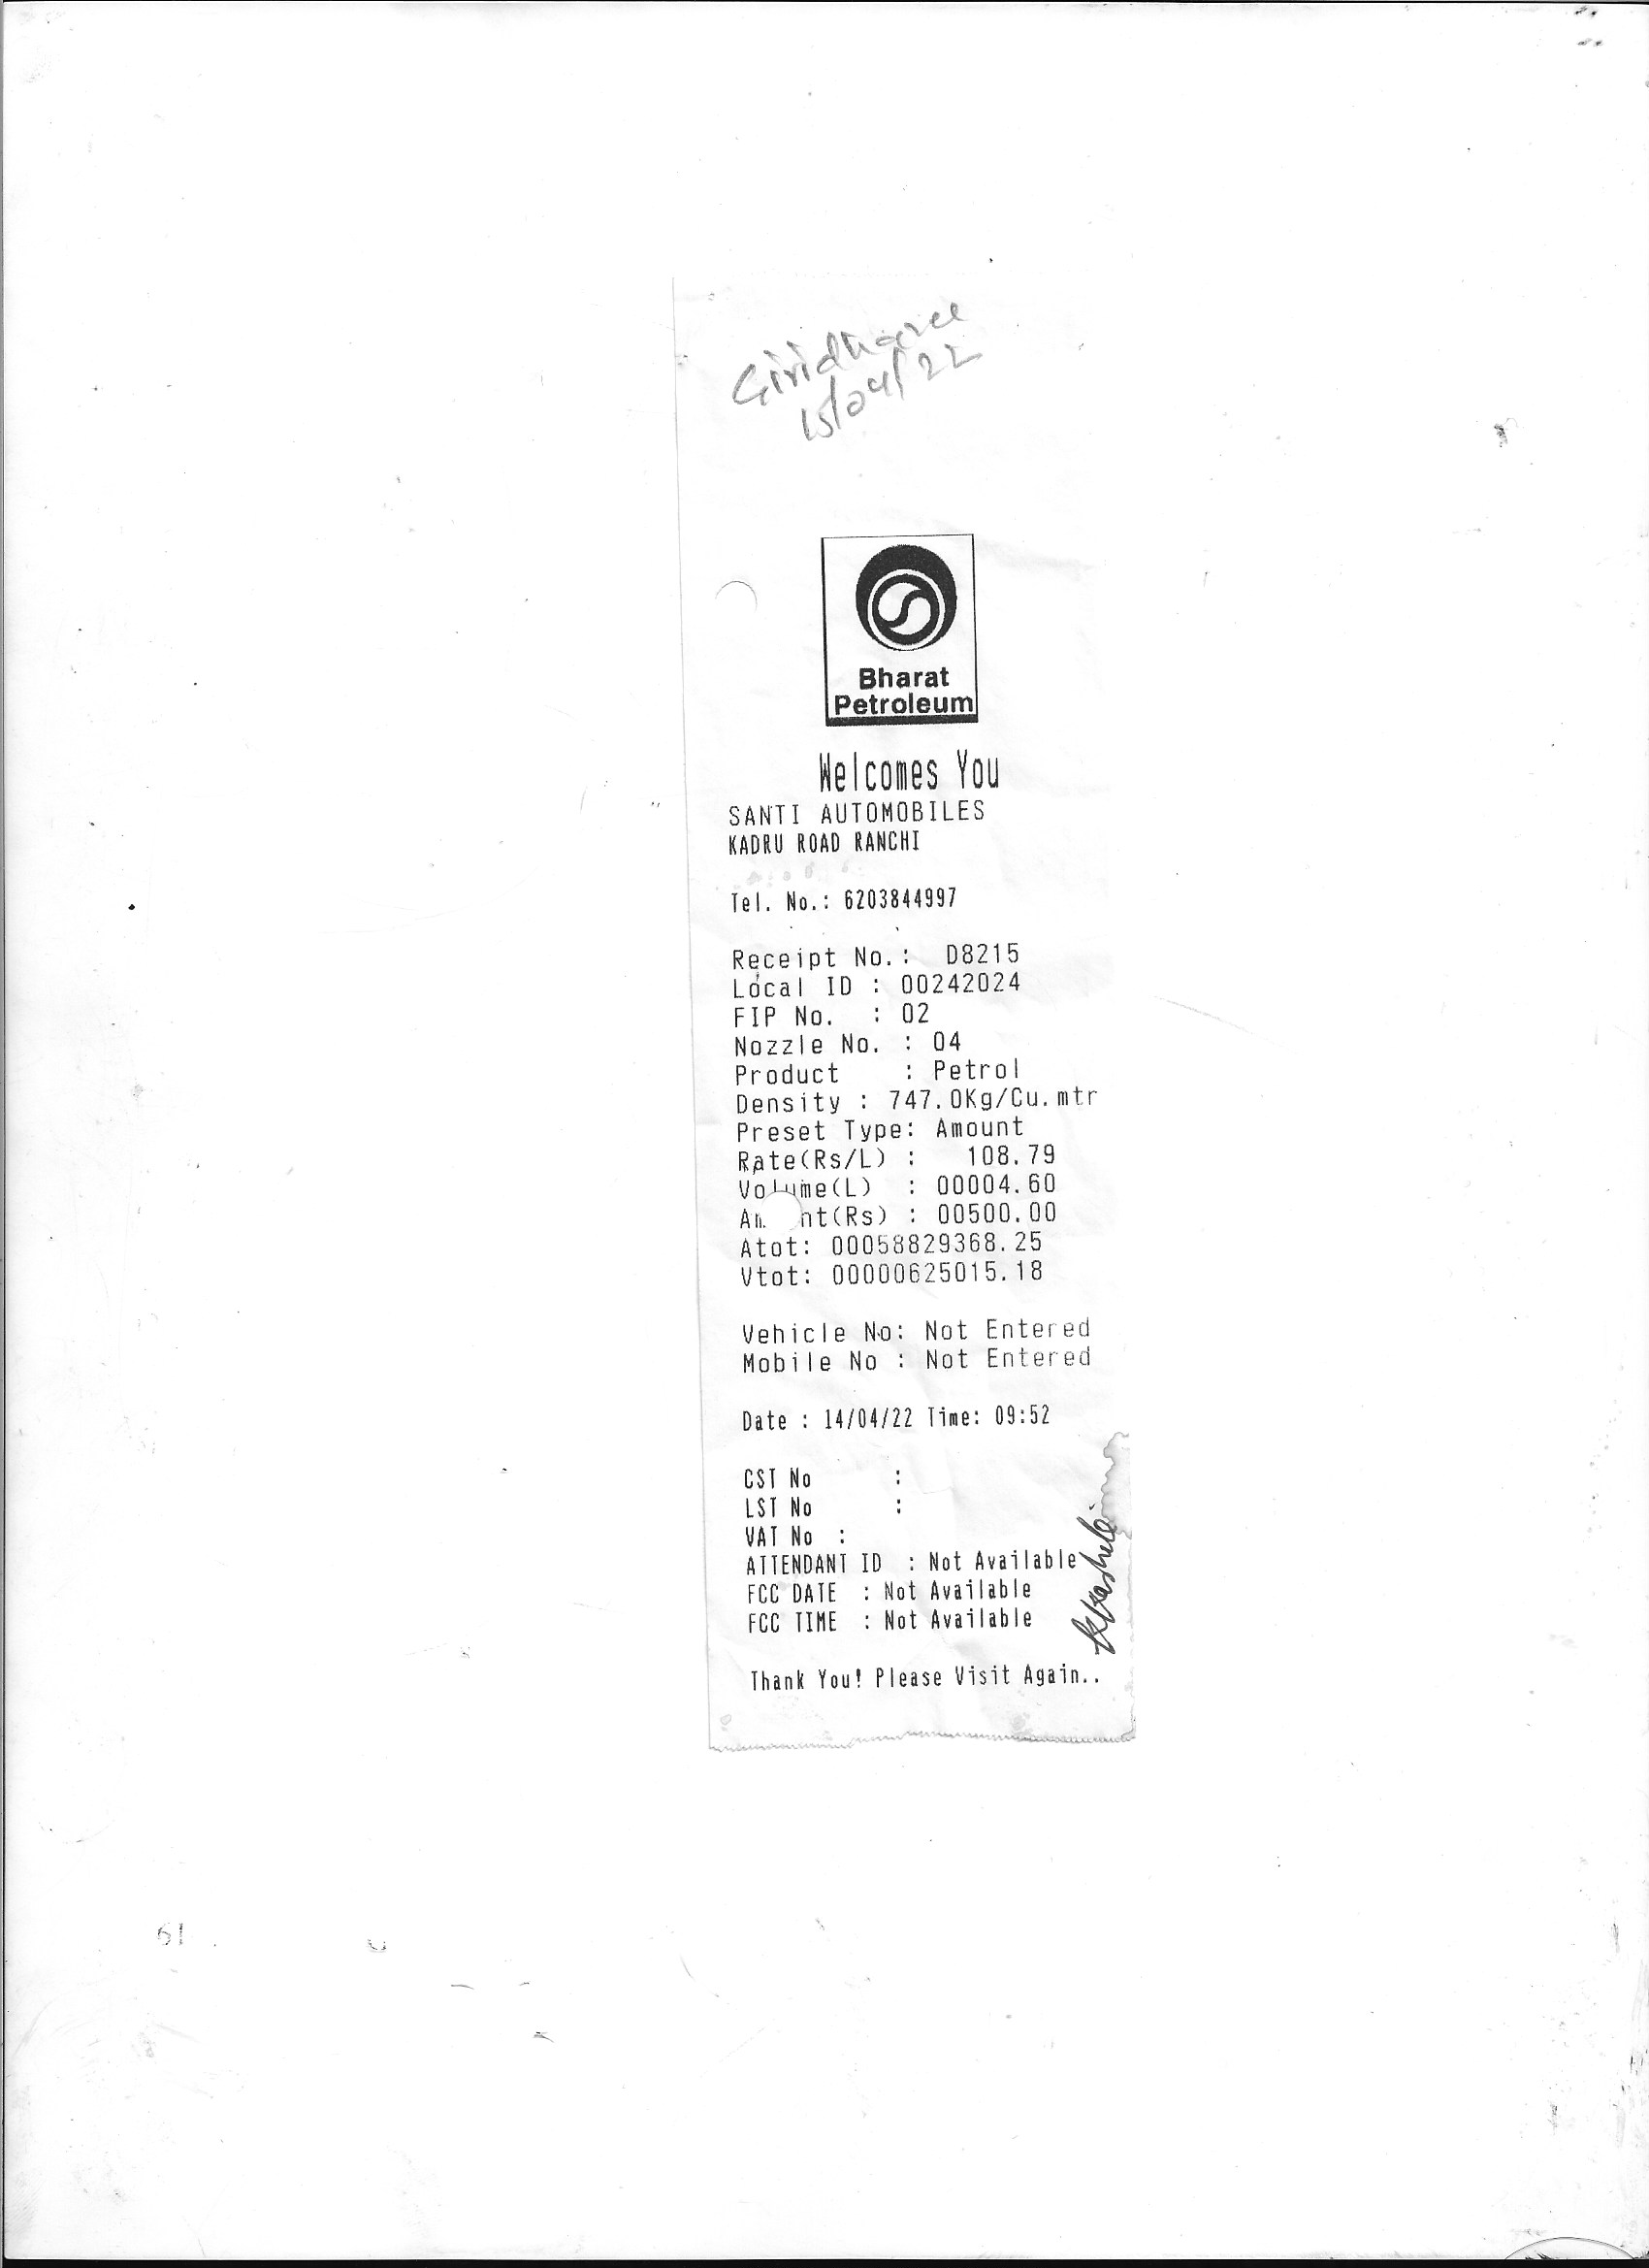 Giridharee
15/04/22
Bharat
Petroleum
Welcomes You
SANTI AUTOMOBILES
KADRU ROAD RANCHI
Tel. No.: 6203844997
Receipt No.: D8215
Local ID : 00242024
FIP No. : 02
Nozzle No. : 04
Product : Petrol
Density : 747.0Kg/Cu.mtr
Preset Type: Amount
Rate(Rs/L) : 108.79
Volume(L) : 00004.60
Am nt(Rs) : 00500.00
Atot: 00058829368.25
Vtot: 00000625015.18
Vehicle No: Not Entered
Mobile No : Not Entered
Date : 14/04/22 Time: 09:52
CST No :
LST No :
VAT No :
ATTENDANT ID : Not Available
FCC DATE : Not Available
FCC TIME : Not Available
Thank You! Please Visit Again..